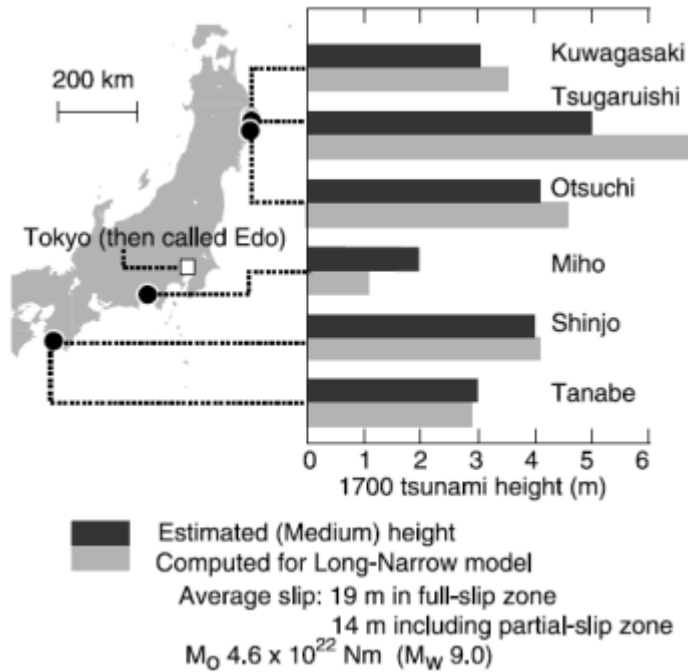 200 km
Kuwagasaki
Tsugaruishi
Otsuchi
Tokyo (then called Edo)
Miho
Shinjo
Tanabe
0 1 2 3 4 5 6
1700 tsunami height (m)
Estimated (Medium) height
Computed for Long-Narrow model
Average slip: 19 m in full-slip zone
14 m including partial-slip zone
M₀ 4.6 x 10²² Nm (Mw 9.0)